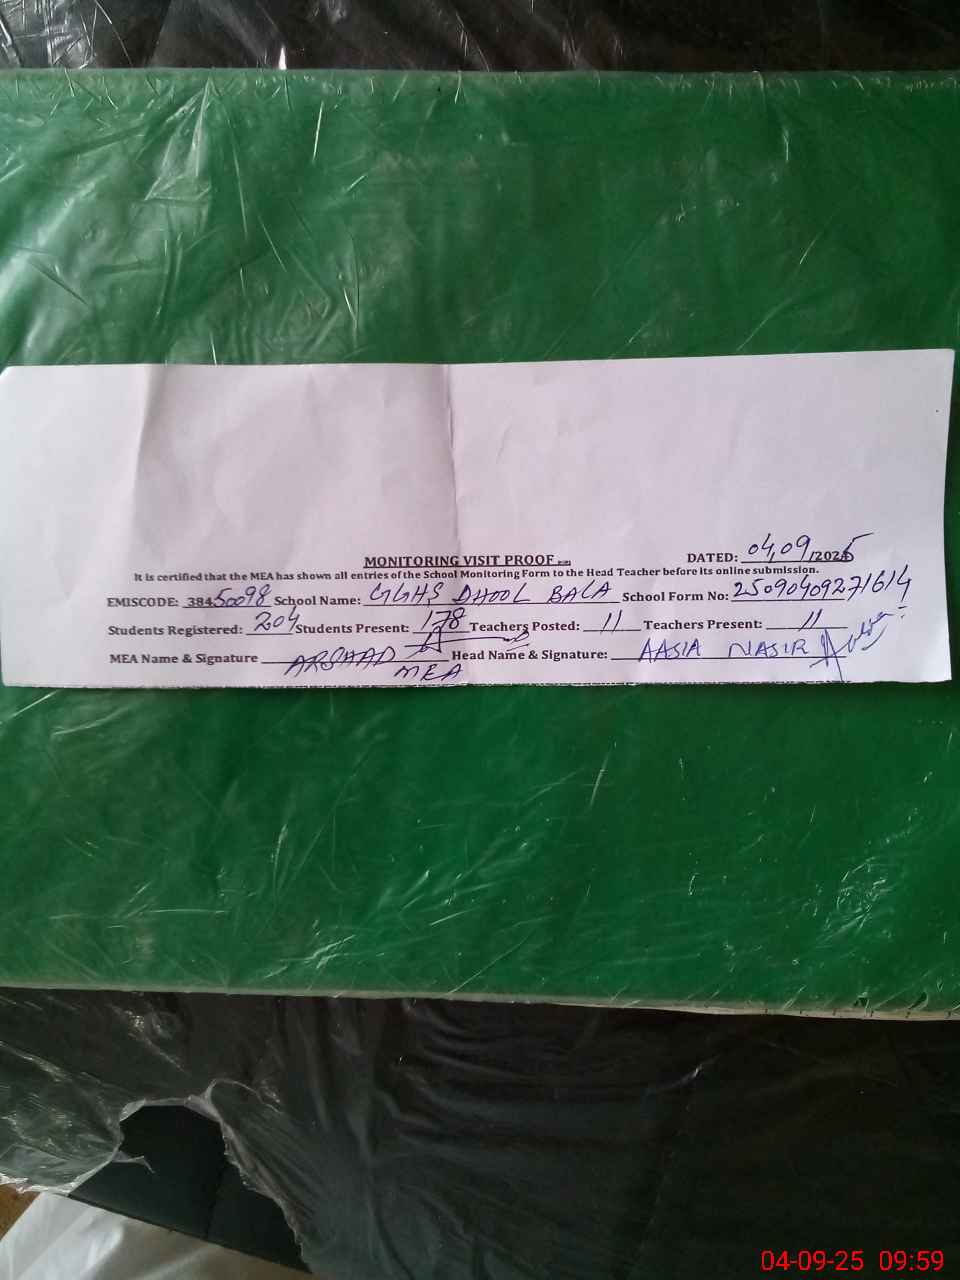 MONITORING VISIT PROOF DATED: 04,09/2025
It is certified that the MEA has shown all entries of the School Monitoring Form to the Head Teacher before its online submission.
EMISCODE: 38450098 School Name: GGHS DHOOL BALA School Form No: 25090409271614
Students Registered: 204 Students Present: 178 Teachers Posted: 11 Teachers Present: 11
MEA Name & Signature ARSHAAD Head Name & Signature: AASIA NASIR
MEA
04-09-25 09:59